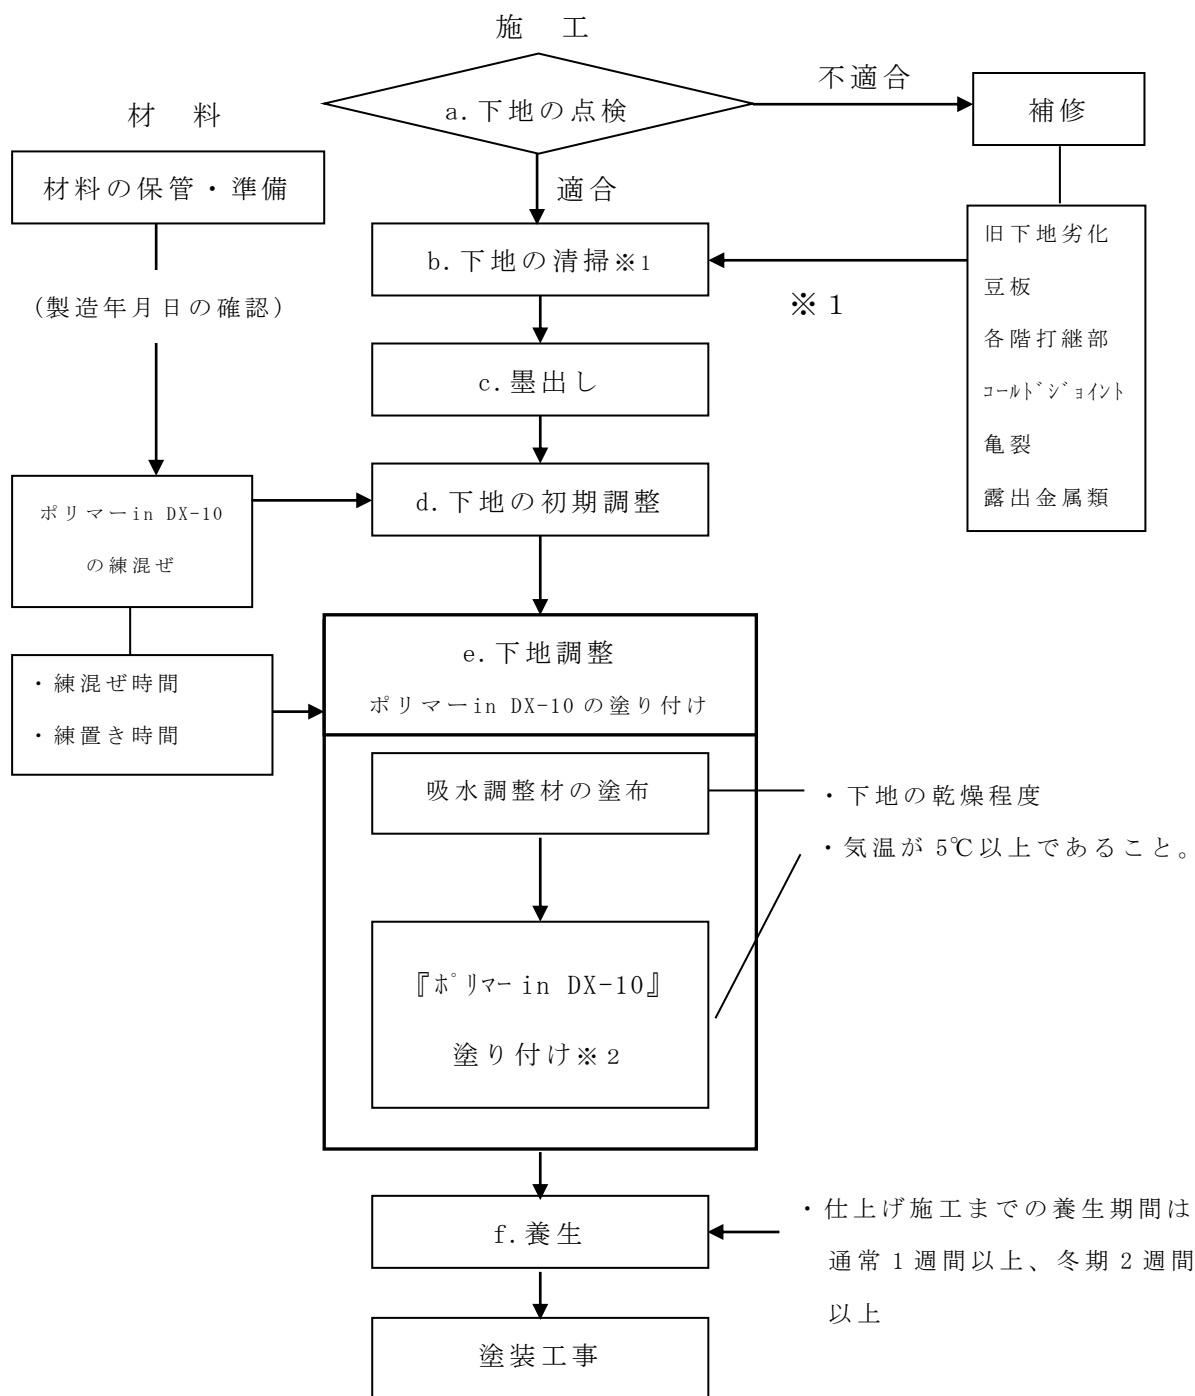 施 工
a.下地の点検
不適合
補修
材 料
材料の保管・準備
適合
b.下地の清掃※1
※1
旧下地劣化
豆板
各階打継部
コールドジョイント
亀裂
露出金属類
(製造年月日の確認)
c.墨出し
d.下地の初期調整
ポリマーin DX-10
の練混ぜ
・練混ぜ時間
・練置き時間
e.下地調整
ポリマーin DX-10の塗り付け
吸水調整材の塗布
・下地の乾燥程度
・気温が5℃以上であること。
『ポリマーin DX-10』
塗り付け※2
f.養生
・仕上げ施工までの養生期間は
通常1週間以上、冬期2週間
以上
塗装工事